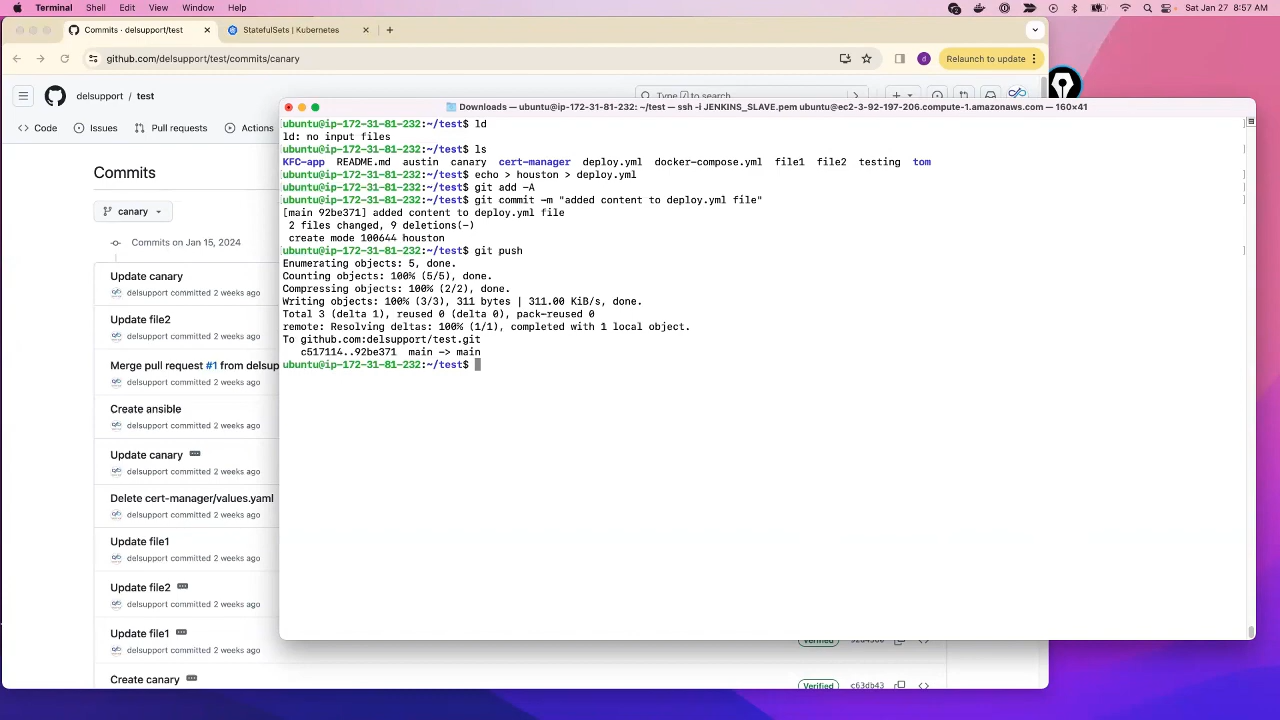 Terminal Shell Edit View Window Help Sat Jan 27 8:57 AM
Commits · delsupport/test StatefulSets | Kubernetes
github.com/delsupport/test/commits/canary d Relaunch to update
delsupport / test Type / to search
Code Issues Pull requests Actions
Downloads — ubuntu@ip-172-31-81-232: ~/test — ssh -i JENKINS_SLAVE.pem ubuntu@ec2-3-92-197-206.compute-1.amazonaws.com — 160×41
ubuntu@ip-172-31-81-232:~/test$ ld
ld: no input files
ubuntu@ip-172-31-81-232:~/test$ ls
KFC-app README.md austin canary cert-manager deploy.yml docker-compose.yml file1 file2 testing tom
ubuntu@ip-172-31-81-232:~/test$ echo > houston > deploy.yml
ubuntu@ip-172-31-81-232:~/test$ git add -A
ubuntu@ip-172-31-81-232:~/test$ git commit -m "added content to deploy.yml file"
[main 92be371] added content to deploy.yml file
2 files changed, 9 deletions(-)
create mode 100644 houston
ubuntu@ip-172-31-81-232:~/test$ git push
Enumerating objects: 5, done.
Counting objects: 100% (5/5), done.
Compressing objects: 100% (2/2), done.
Writing objects: 100% (3/3), 311 bytes | 311.00 KiB/s, done.
Total 3 (delta 1), reused 0 (delta 0), pack-reused 0
remote: Resolving deltas: 100% (1/1), completed with 1 local object.
To github.com:delsupport/test.git
c517114..92be371 main -> main
ubuntu@ip-172-31-81-232:~/test$
Commits
canary
Commits on Jan 15, 2024
Update canary
delsupport committed 2 weeks ago
Update file2
delsupport committed 2 weeks ago
Merge pull request #1 from delsup
delsupport committed 2 weeks ago
Create ansible
delsupport committed 2 weeks ago
Update canary
delsupport committed 2 weeks ago
Delete cert-manager/values.yaml
delsupport committed 2 weeks ago
Update file1
delsupport committed 2 weeks ago
Update file2
delsupport committed 2 weeks ago
Update file1
delsupport committed 2 weeks ago
Verified
Create canary
Verified c63db43